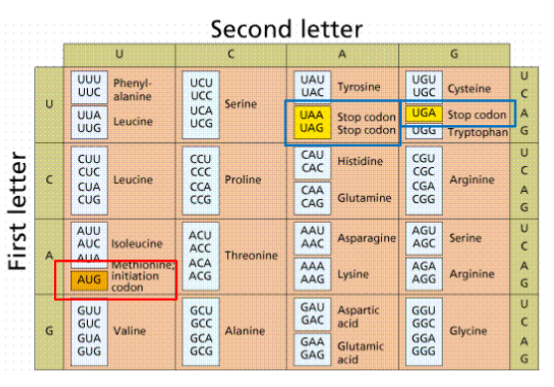 Second letter
U C A G
First letter
U
UUU
UUC
Phenyl-
alanine
UUA
UUG
Leucine
UCU
UCC
UCA
UCG
Serine
UAU
UAC
Tyrosine
UAA
UAG
Stop codon
Stop codon
UGU
UGC
Cysteine
UGA
Stop codon
UGG
Tryptophan
U
C
A
G
C
CUU
CUC
CUA
CUG
Leucine
CCU
CCC
CCA
CCG
Proline
CAU
CAC
Histidine
CAA
CAG
Glutamine
CGU
CGC
CGA
CGG
Arginine
U
C
A
G
A
AUU
AUC
AUA
Isoleucine
AUG
Methionine;
initiation
codon
ACU
ACC
ACA
ACG
Threonine
AAU
AAC
Asparagine
AAA
AAG
Lysine
AGU
AGC
Serine
AGA
AGG
Arginine
U
C
A
G
G
GUU
GUC
GUA
GUG
Valine
GCU
GCC
GCA
GCG
Alanine
GAU
GAC
Aspartic
acid
GAA
GAG
Glutamic
acid
GGU
GGC
GGA
GGG
Glycine
U
C
A
G